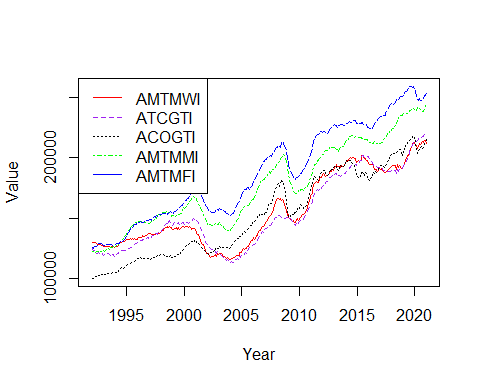 AMTMWI
ATCGTI
ACOGTI
AMTMMI
AMTMFI
Value
100000
200000
1995
2000
2005
2010
2015
2020
Year